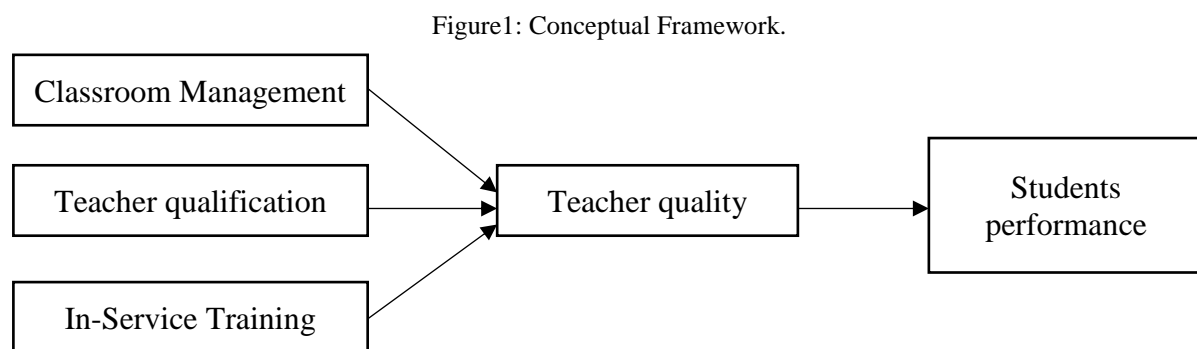 Figure1: Conceptual Framework.
Classroom Management
Teacher qualification
In-Service Training
Teacher quality
Students
performance